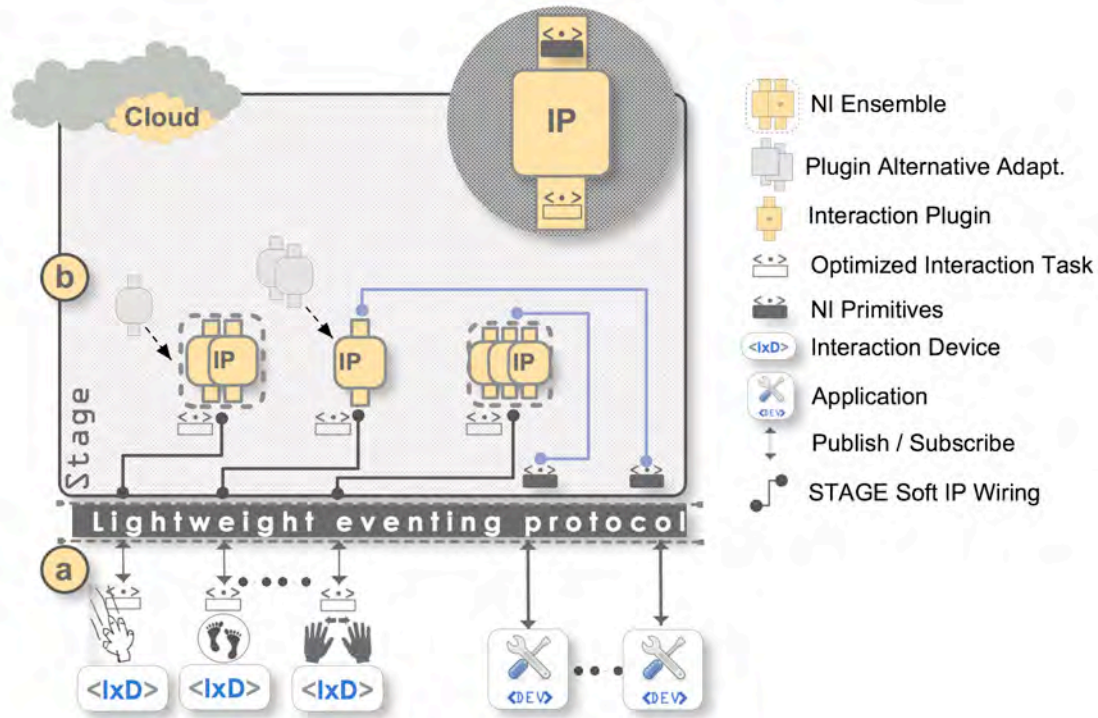 <•>
IP
<•>
Cloud
NI Ensemble
Plugin Alternative Adapt.
Interaction Plugin
<•> Optimized Interaction Task
<•> NI Primitives
<IxD> Interaction Device
Application
<DEV>
Publish / Subscribe
STAGE Soft IP Wiring
b
IP
IP
IP
<•>
<•>
<•>
<•>
<•>
Stage
Lightweight eventing protocol
a
<•>
<•>
<•>
<IxD>
<IxD>
<IxD>
<DEV>
<DEV>